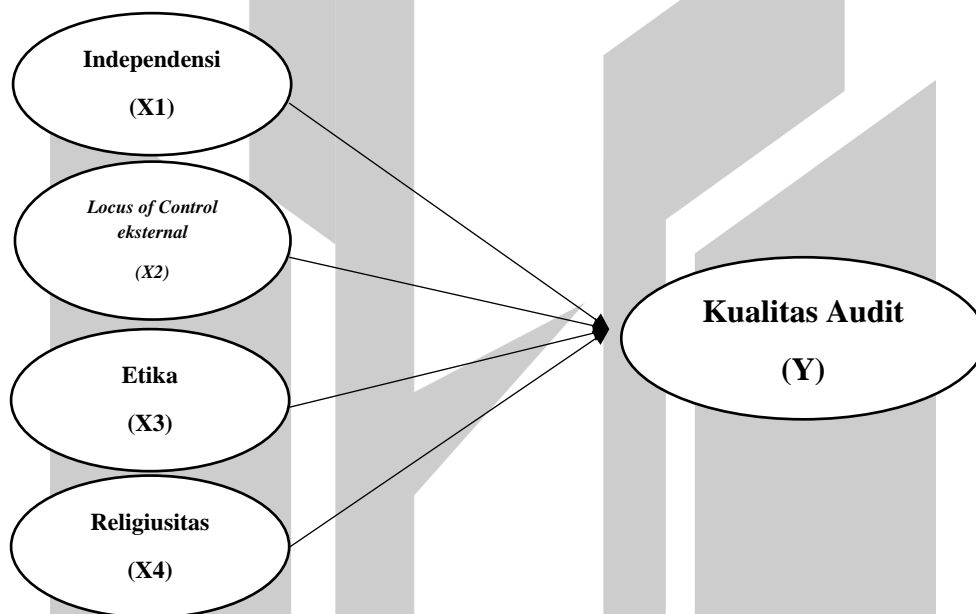 Independensi
(X1)
Locus of Control
eksternal
(X2)
Etika
(X3)
Religiusitas
(X4)
Kualitas Audit
(Y)